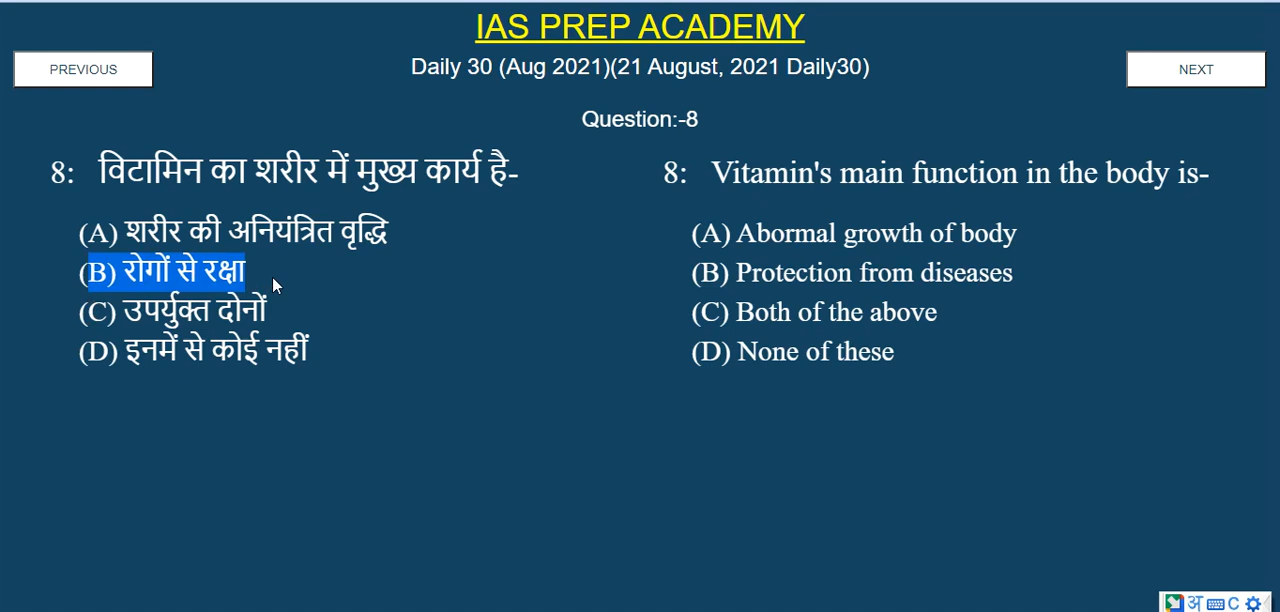 IAS PREP ACADEMY
PREVIOUS
Daily 30 (Aug 2021)(21 August, 2021 Daily30)
NEXT
Question:-8
8: विटामिन का शरीर में मुख्य कार्य है-
(A) शरीर की अनियंत्रित वृद्धि
(B) रोगों से रक्षा
(C) उपर्युक्त दोनों
(D) इनमें से कोई नहीं
8: Vitamin's main function in the body is-
(A) Abormal growth of body
(B) Protection from diseases
(C) Both of the above
(D) None of these
अ C